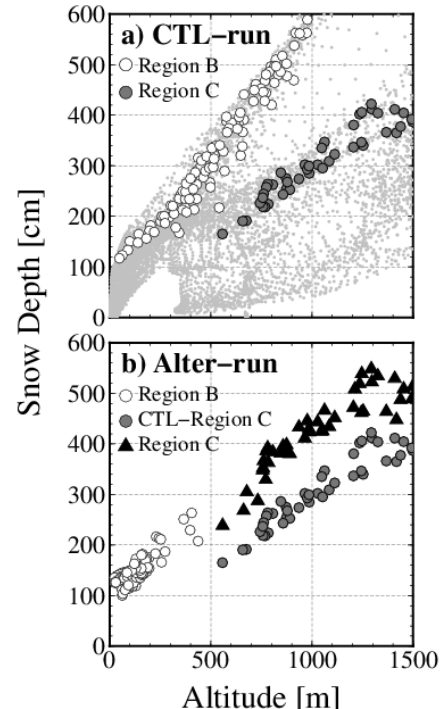 600
a) CTL-run
Region B
500
Region C
400
300
200
100
0
Snow Depth [cm]
600
b) Alter-run
Region B
500
CTL-Region C
Region C
400
300
200
100
0
0 500 1000 1500
Altitude [m]